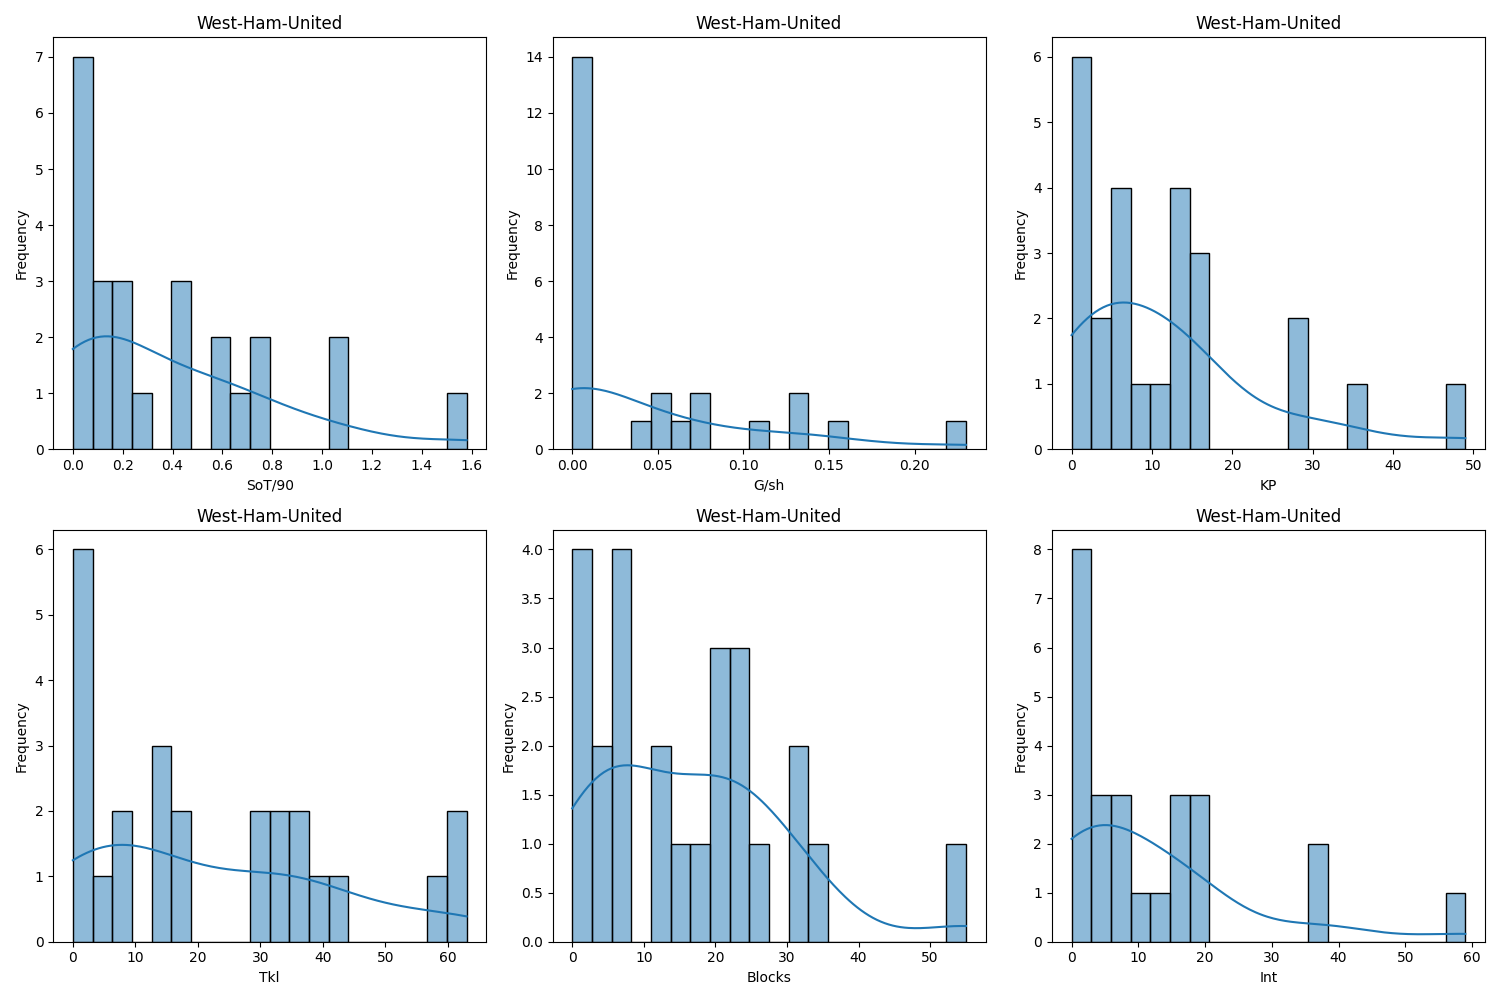 West-Ham-United
Frequency
7
6
5
4
3
2
1
0
0.0 0.2 0.4 0.6 0.8 1.0 1.2 1.4 1.6
SoT/90
West-Ham-United
Frequency
14
12
10
8
6
4
2
0
0.00 0.05 0.10 0.15 0.20
G/sh
West-Ham-United
Frequency
6
5
4
3
2
1
0
0 10 20 30 40 50
KP
West-Ham-United
Frequency
6
5
4
3
2
1
0
0 10 20 30 40 50 60
Tkl
West-Ham-United
Frequency
4.0
3.5
3.0
2.5
2.0
1.5
1.0
0.5
0.0
0 10 20 30 40 50
Blocks
West-Ham-United
Frequency
8
7
6
5
4
3
2
1
0
0 10 20 30 40 50 60
Int